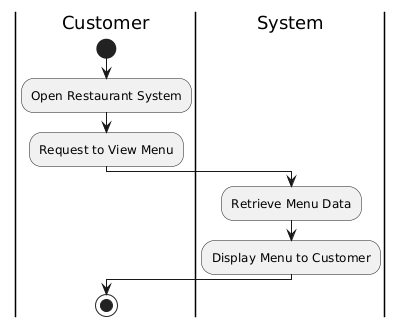 Customer
System
Open Restaurant System
Request to View Menu
Retrieve Menu Data
Display Menu to Customer